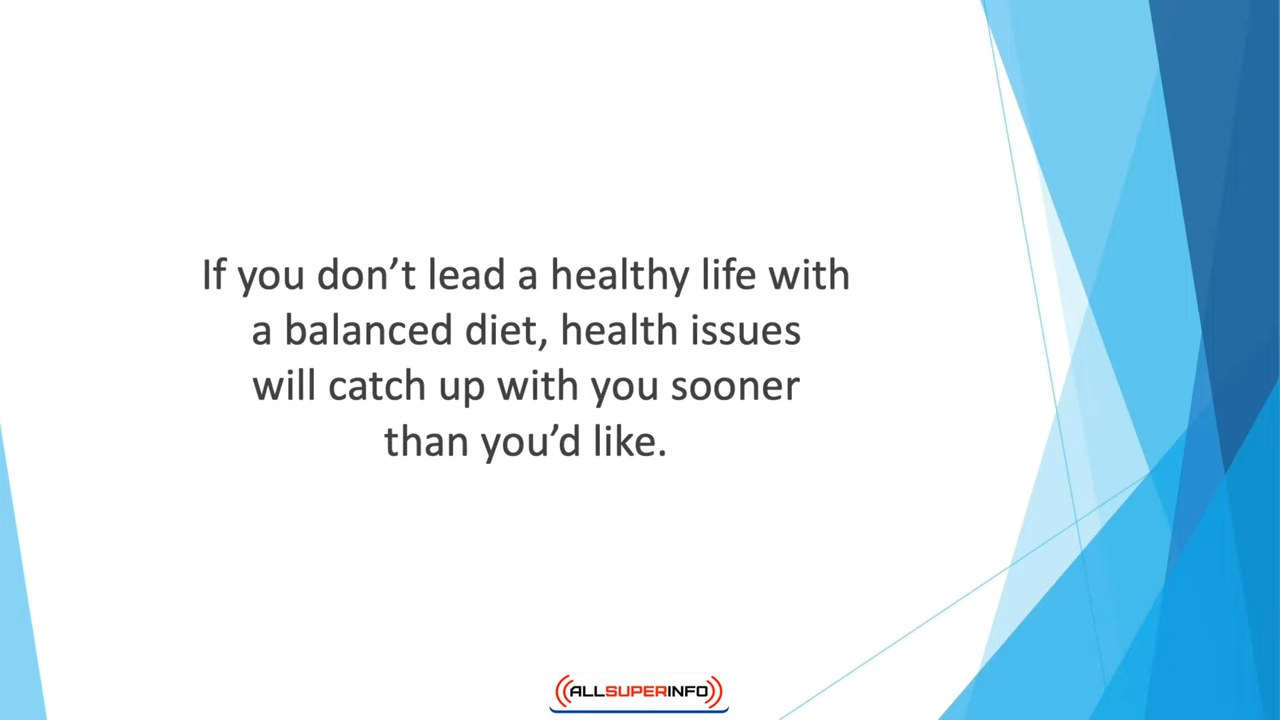 If you don’t lead a healthy life with
a balanced diet, health issues
will catch up with you sooner
than you’d like.
ALLSUPERINFO